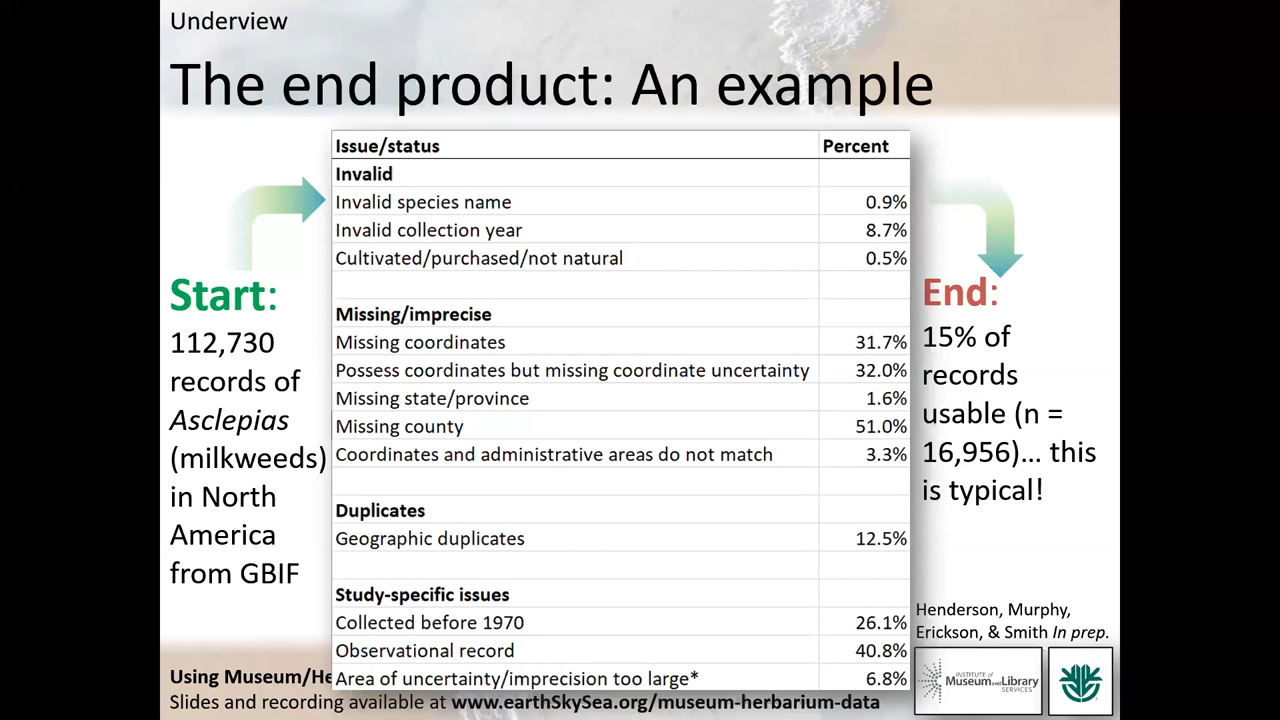 Underview
The end product: An example
Start:
112,730
records of
Asclepias
(milkweeds)
in North
America
from GBIF
Issue/status Percent
Invalid
Invalid species name 0.9%
Invalid collection year 8.7%
Cultivated/purchased/not natural 0.5%
Missing/imprecise
Missing coordinates 31.7%
Possess coordinates but missing coordinate uncertainty 32.0%
Missing state/province 1.6%
Missing county 51.0%
Coordinates and administrative areas do not match 3.3%
Duplicates
Geographic duplicates 12.5%
Study-specific issues
Collected before 1970 26.1%
Observational record 40.8%
Area of uncertainty/imprecision too large* 6.8%
End:
15% of
records
usable (n =
16,956)... this
is typical!
Henderson, Murphy,
Erickson, & Smith In prep.
INSTITUTE of
Museum and Library
SERVICES
Using Museum/He
Slides and recording available at www.earthSkySea.org/museum-herbarium-data